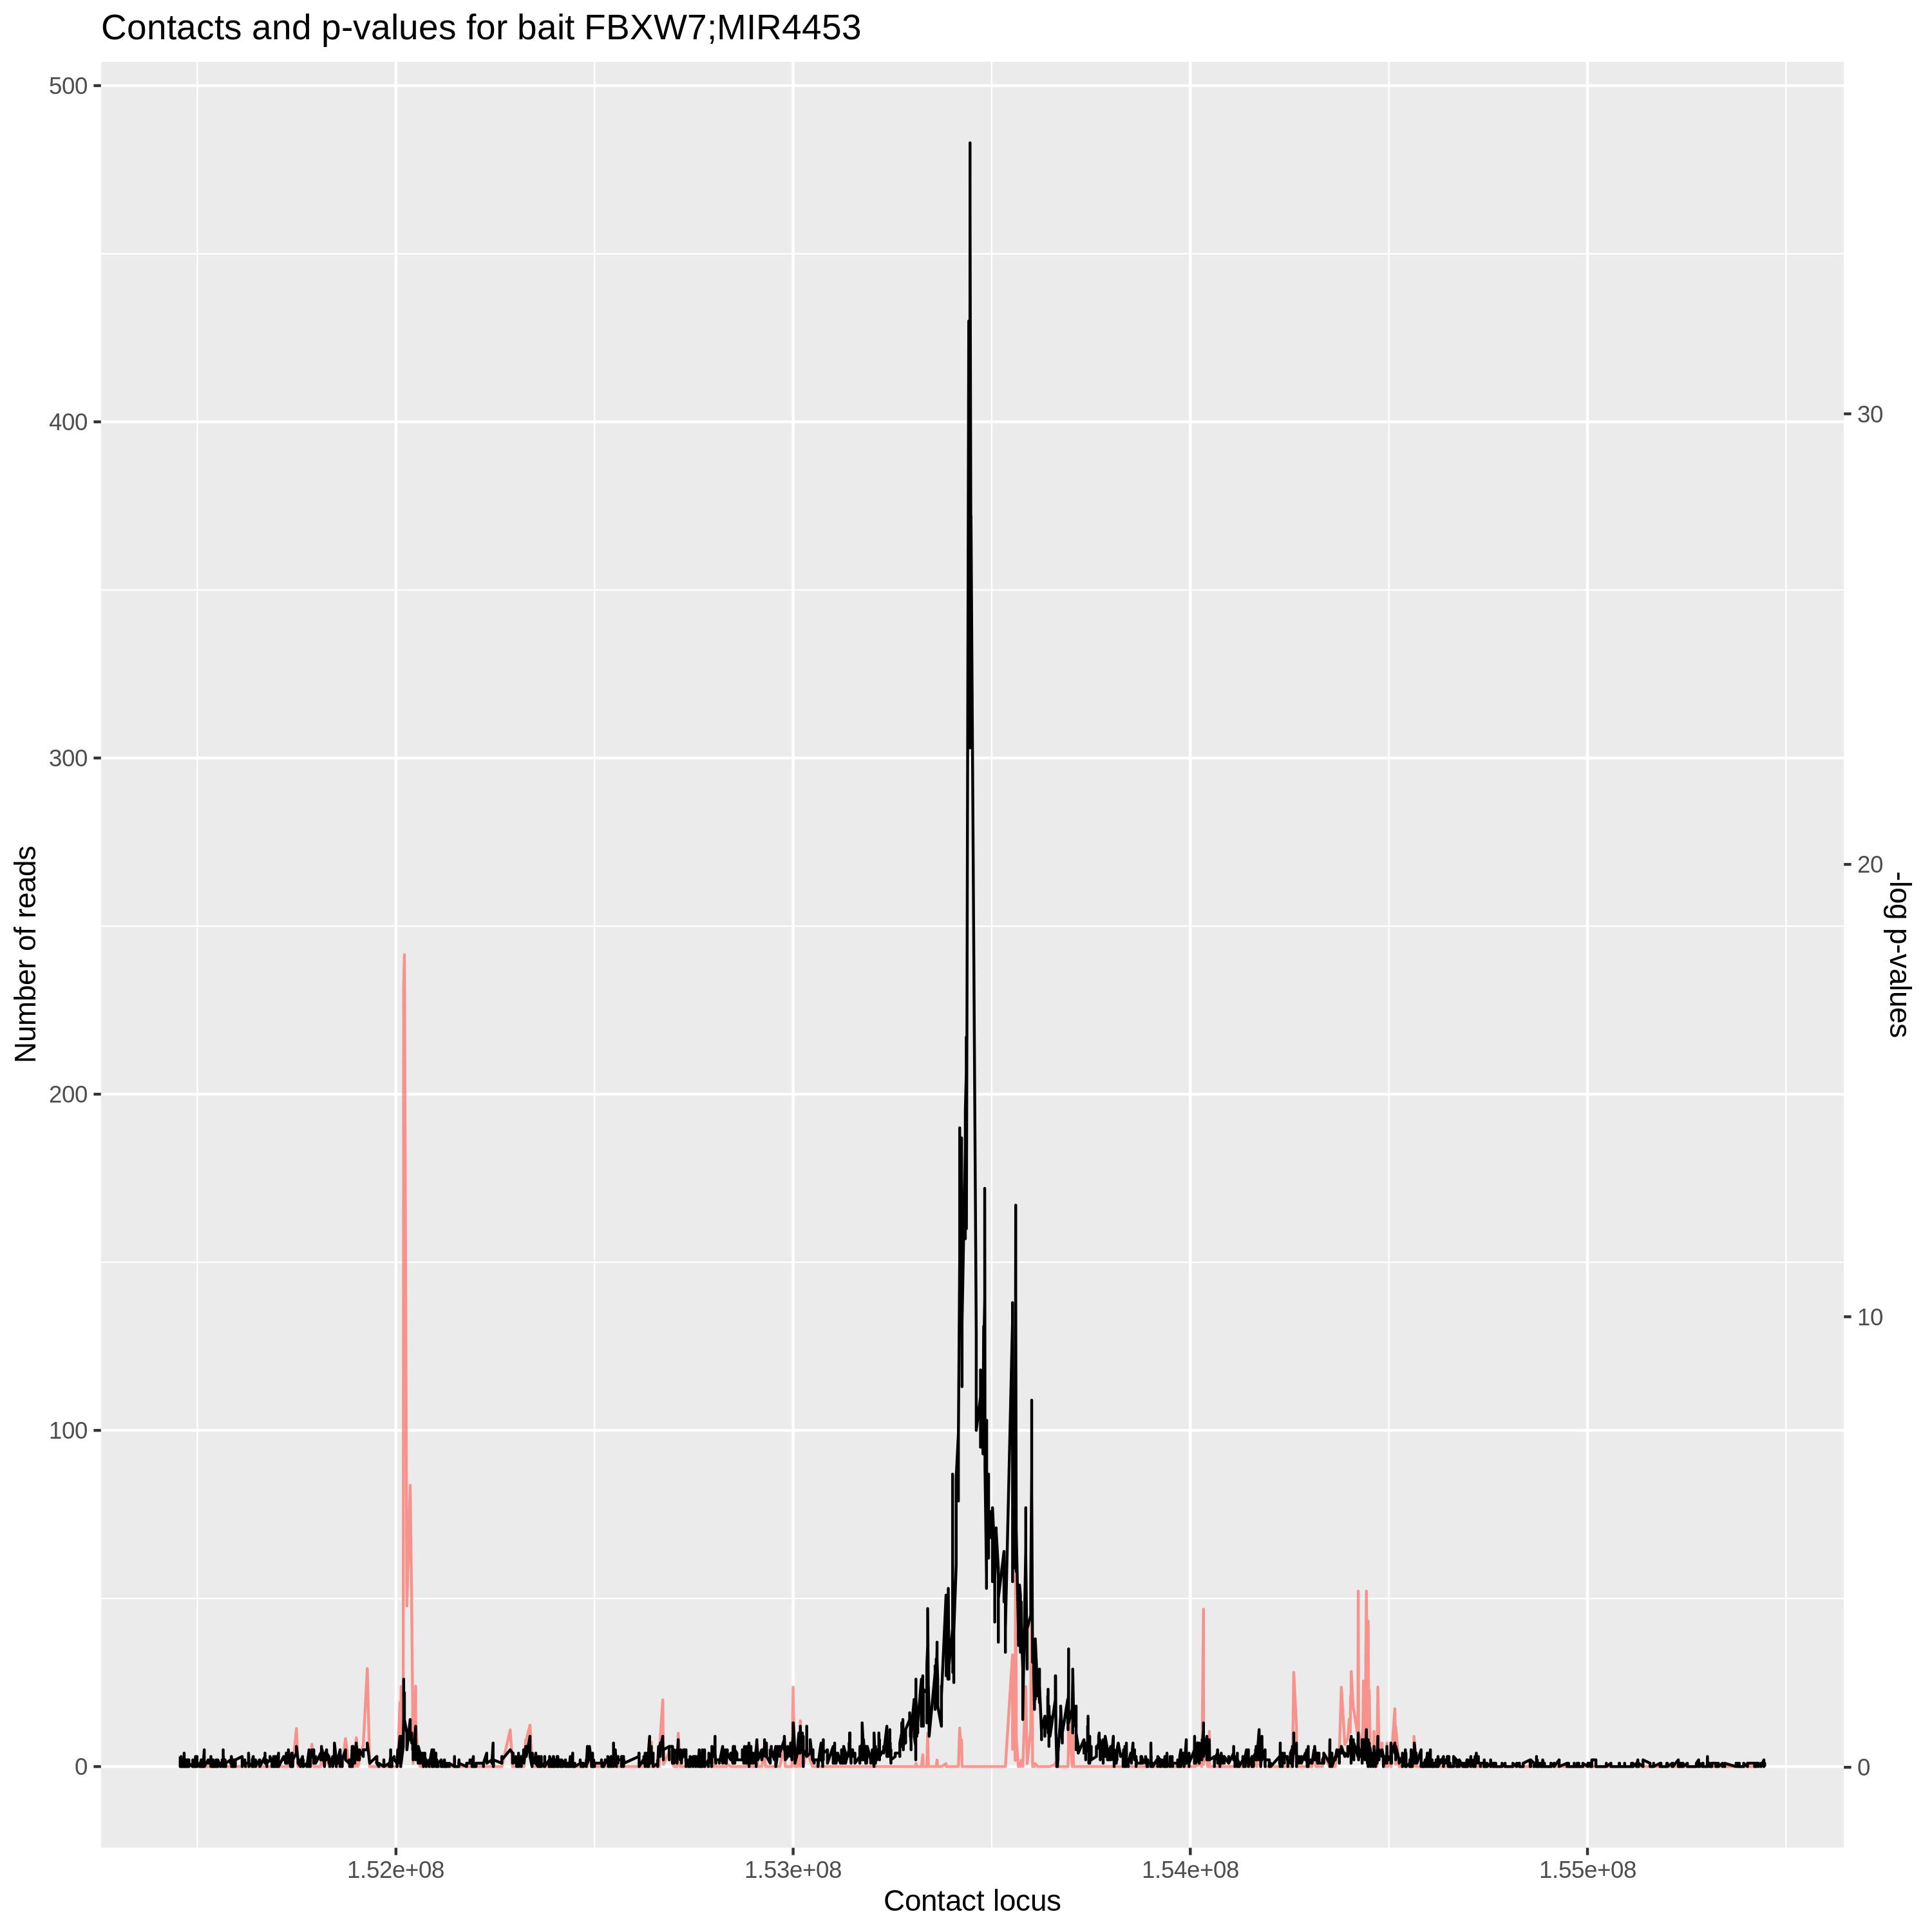 Contacts and p-values for bait FBXW7;MIR4453
500
400
300
200
100
0
Number of reads
30
20
10
0
-log p-values
1.52e+08
1.53e+08
1.54e+08
1.55e+08
Contact locus